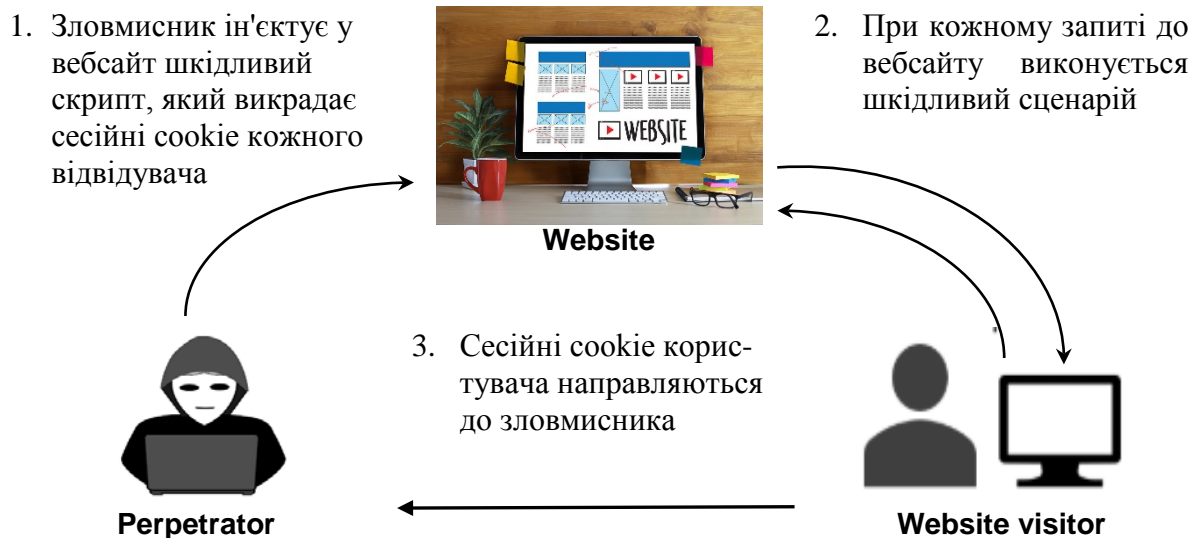 1. Зловмисник ін'єктує у
вебсайт шкідливий
скрипт, який викрадає
сесійні cookie кожного
відвідувача
WEBSITE
Website
2. При кожному запиті до
вебсайту виконується
шкідливий сценарій
3. Сесійні cookie корис-
тувача направляються
до зловмисника
Perpetrator
Website visitor